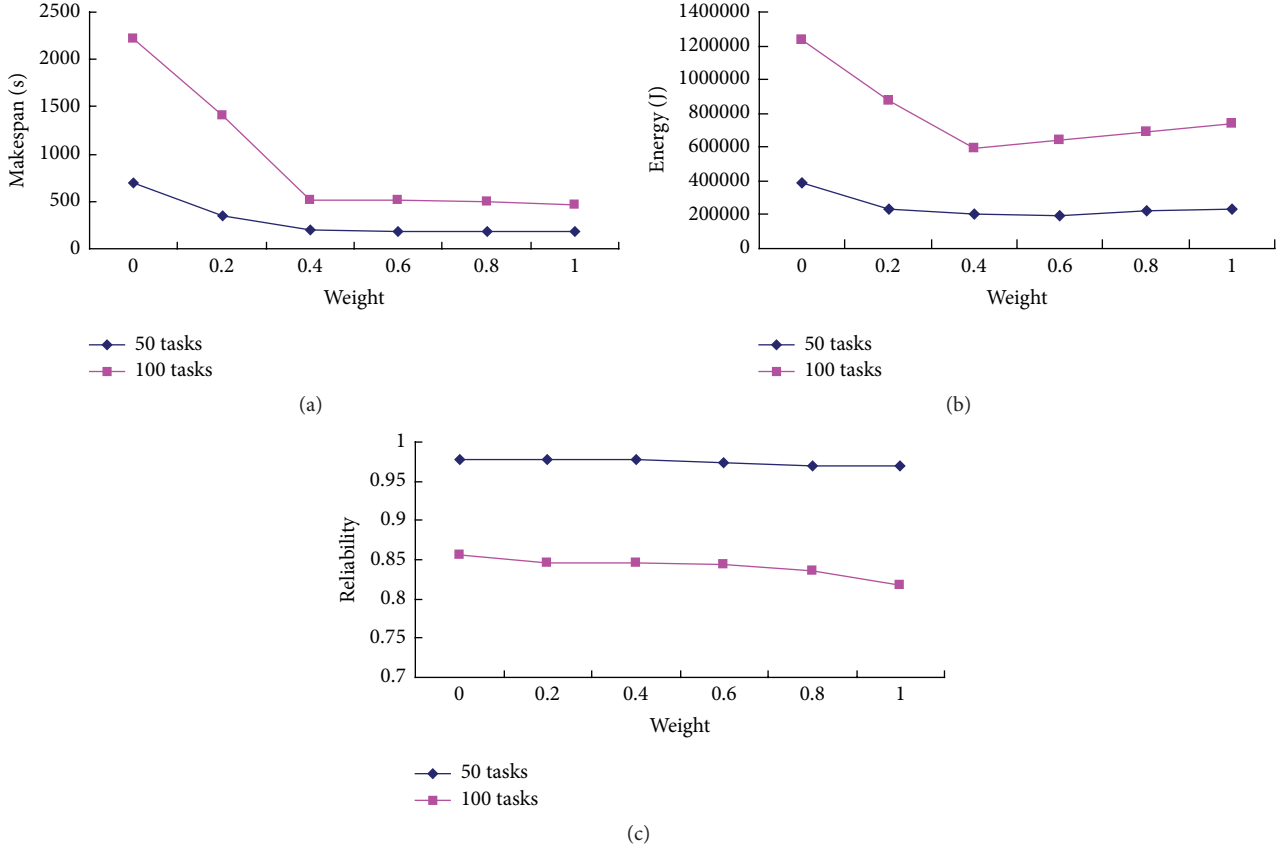 2500
2000
1500
1000
500
0
Makespan (s)
0 0.2 0.4 0.6 0.8 1
Weight
50 tasks
100 tasks
(a)
1400000
1200000
1000000
800000
600000
400000
200000
0
Energy (J)
0 0.2 0.4 0.6 0.8 1
Weight
50 tasks
100 tasks
(b)
1
0.95
0.9
0.85
0.8
0.75
0.7
Reliability
0 0.2 0.4 0.6 0.8 1
Weight
50 tasks
100 tasks
(c)